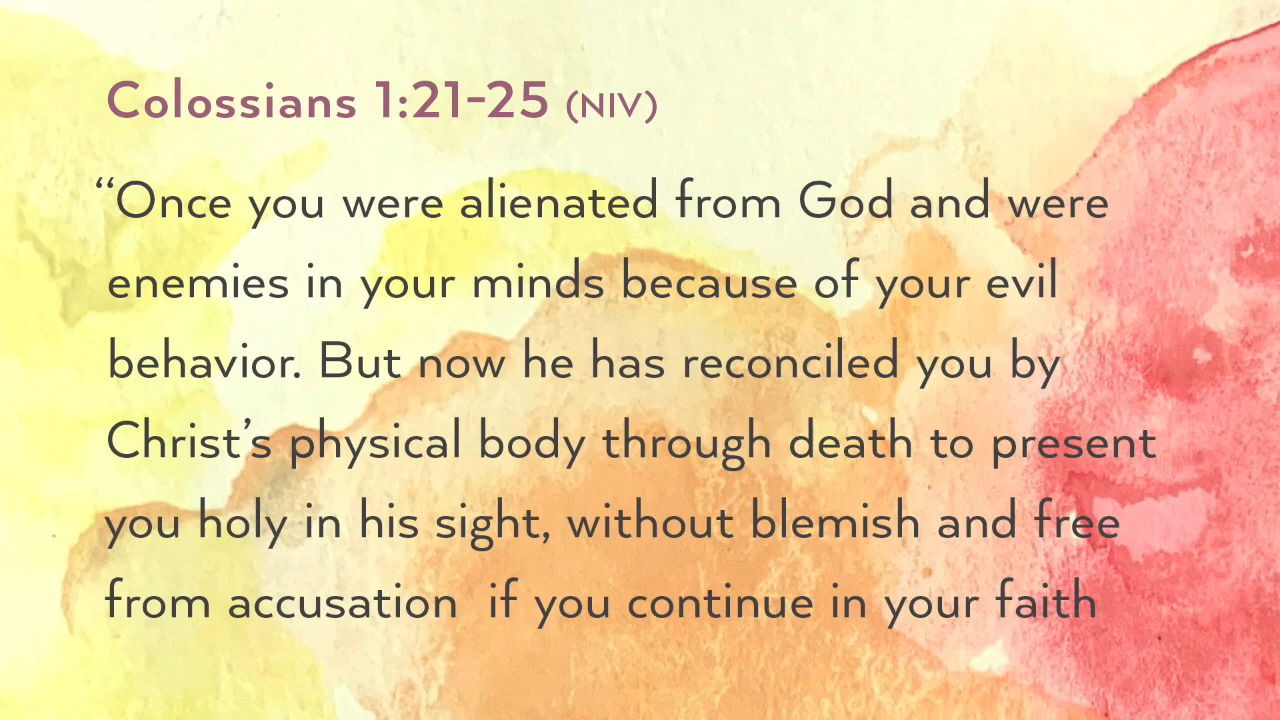 Colossians 1:21-25 (NIV)
“Once you were alienated from God and were
enemies in your minds because of your evil
behavior. But now he has reconciled you by
Christ’s physical body through death to present
you holy in his sight, without blemish and free
from accusation  if you continue in your faith